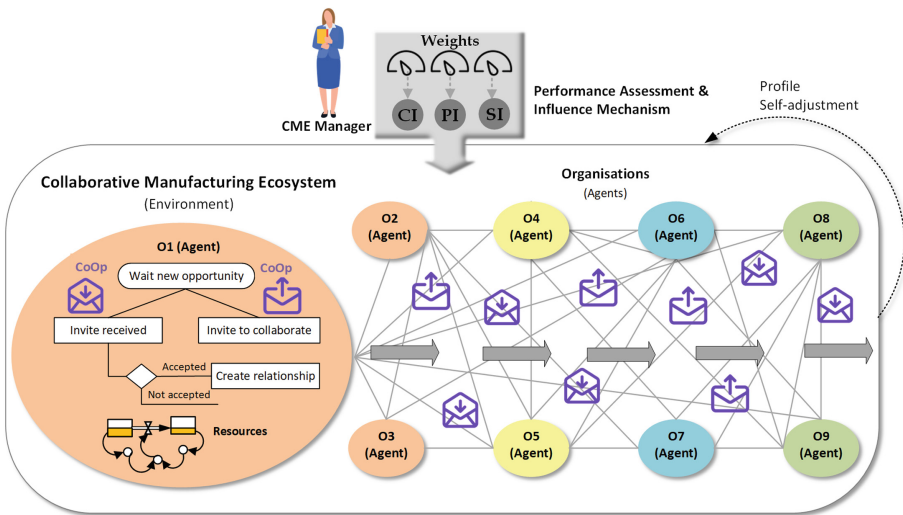 Weights
CI PI SI
CME Manager
Performance Assessment &
Influence Mechanism
Profile
Self-adjustment
Collaborative Manufacturing Ecosystem
(Environment)
Organisations
(Agents)
O1 (Agent)
CoOp
CoOp
Wait new opportunity
Invite received
Invite to collaborate
Accepted
Create relationship
Not accepted
Resources
O2
(Agent)
O4
(Agent)
O6
(Agent)
O8
(Agent)
O3
(Agent)
O5
(Agent)
O7
(Agent)
O9
(Agent)